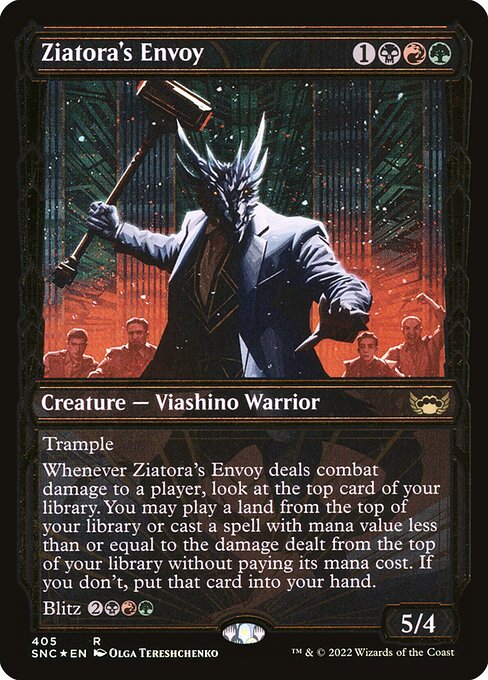 Ziatora's Envoy 1
Creature — Viashino Warrior
Trample
Whenever Ziatora's Envoy deals combat
damage to a player, look at the top card of your
library. You may play a land from the top of
your library or cast a spell with mana value less
than or equal to the damage dealt from the top
of your library without paying its mana cost. If
you don't, put that card into your hand.
Blitz 2
5/4
405 R
SNC★EN Olga Tereshchenko
™ & © 2022 Wizards of the Coast